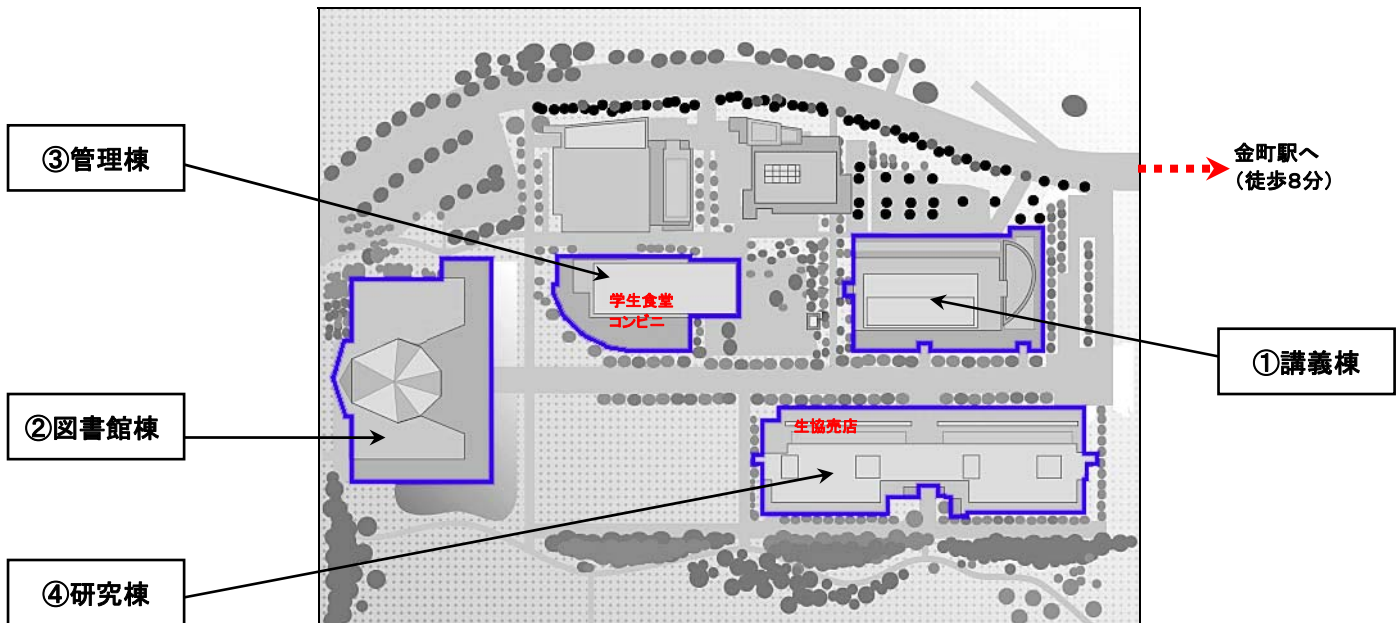 ③管理棟
金町駅へ
(徒歩8分)
学生食堂
コンビニ
①講義棟
②図書館棟
生協売店
④研究棟